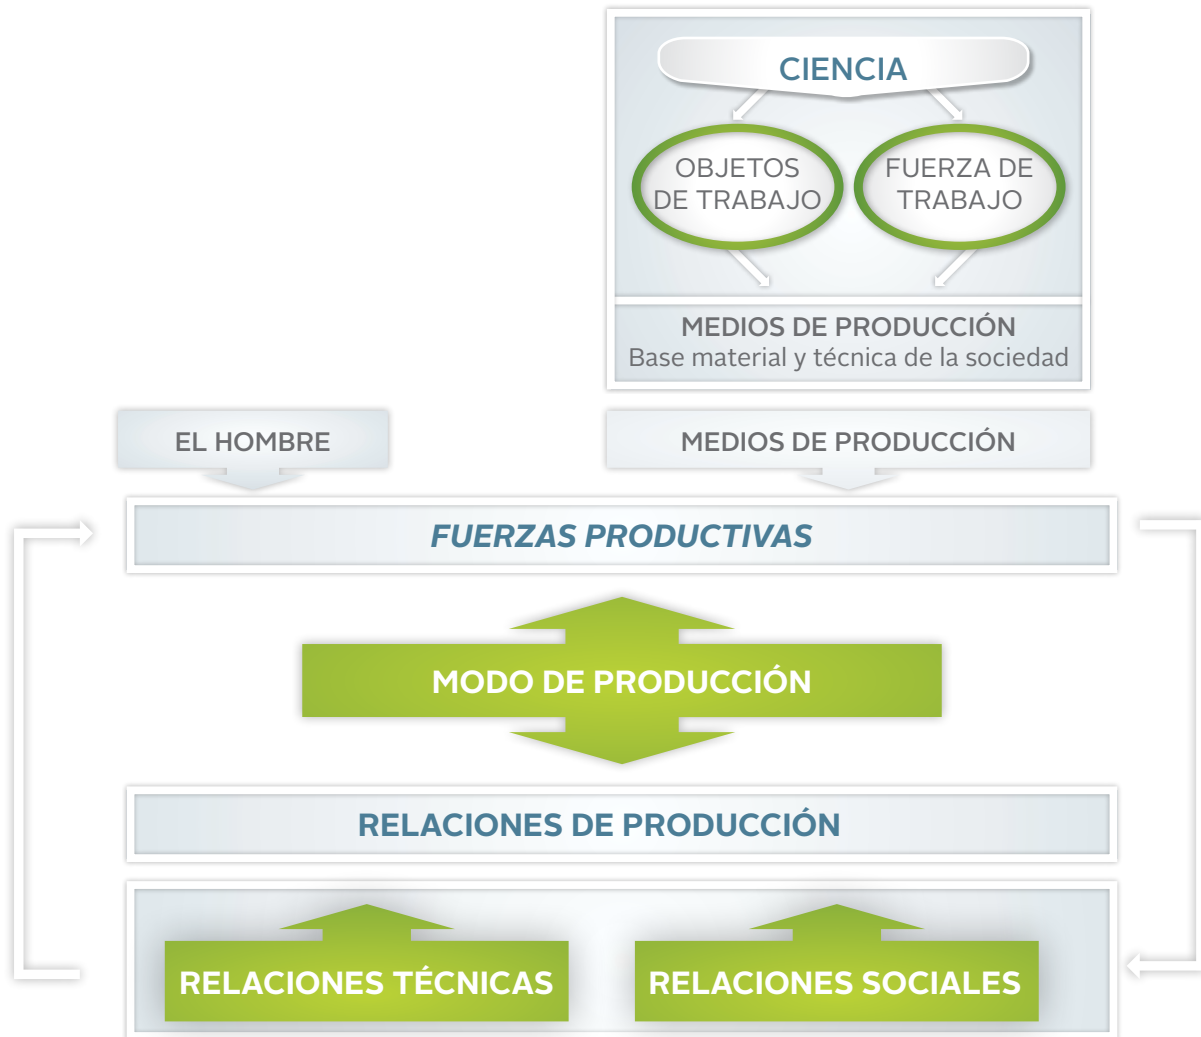 CIENCIA
OBJETOS
DE TRABAJO
FUERZA DE
TRABAJO
MEDIOS DE PRODUCCIÓN
Base material y técnica de la sociedad
EL HOMBRE
MEDIOS DE PRODUCCIÓN
FUERZAS PRODUCTIVAS
MODO DE PRODUCCIÓN
RELACIONES DE PRODUCCIÓN
RELACIONES TÉCNICAS
RELACIONES SOCIALES